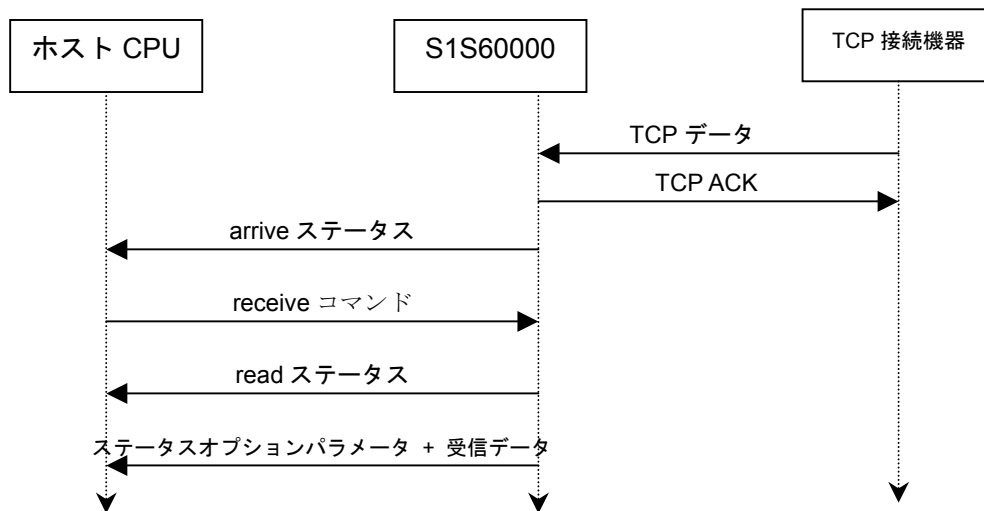 ホスト CPU
S1S60000
TCP 接続機器
TCP データ
TCP ACK
arrive ステータス
receive コマンド
read ステータス
ステータスオプションパラメータ + 受信データ